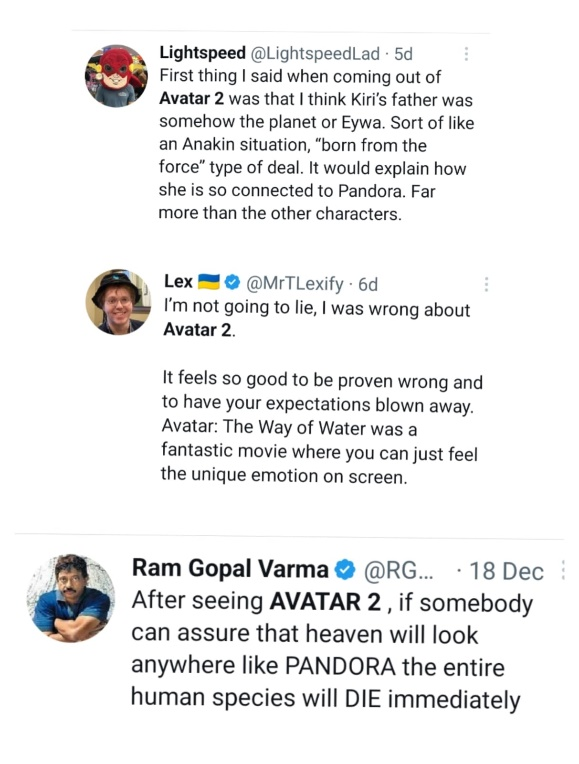 Lightspeed @LightspeedLad · 5d
First thing I said when coming out of
Avatar 2 was that I think Kiri's father was
somehow the planet or Eywa. Sort of like
an Anakin situation, “born from the
force” type of deal. It would explain how
she is so connected to Pandora. Far
more than the other characters.
Lex 🇺🇦 @MrTLexify · 6d
I'm not going to lie, I was wrong about
Avatar 2.
It feels so good to be proven wrong and
to have your expectations blown away.
Avatar: The Way of Water was a
fantastic movie where you can just feel
the unique emotion on screen.
Ram Gopal Varma @RG... · 18 Dec
After seeing AVATAR 2 , if somebody
can assure that heaven will look
anywhere like PANDORA the entire
human species will DIE immediately